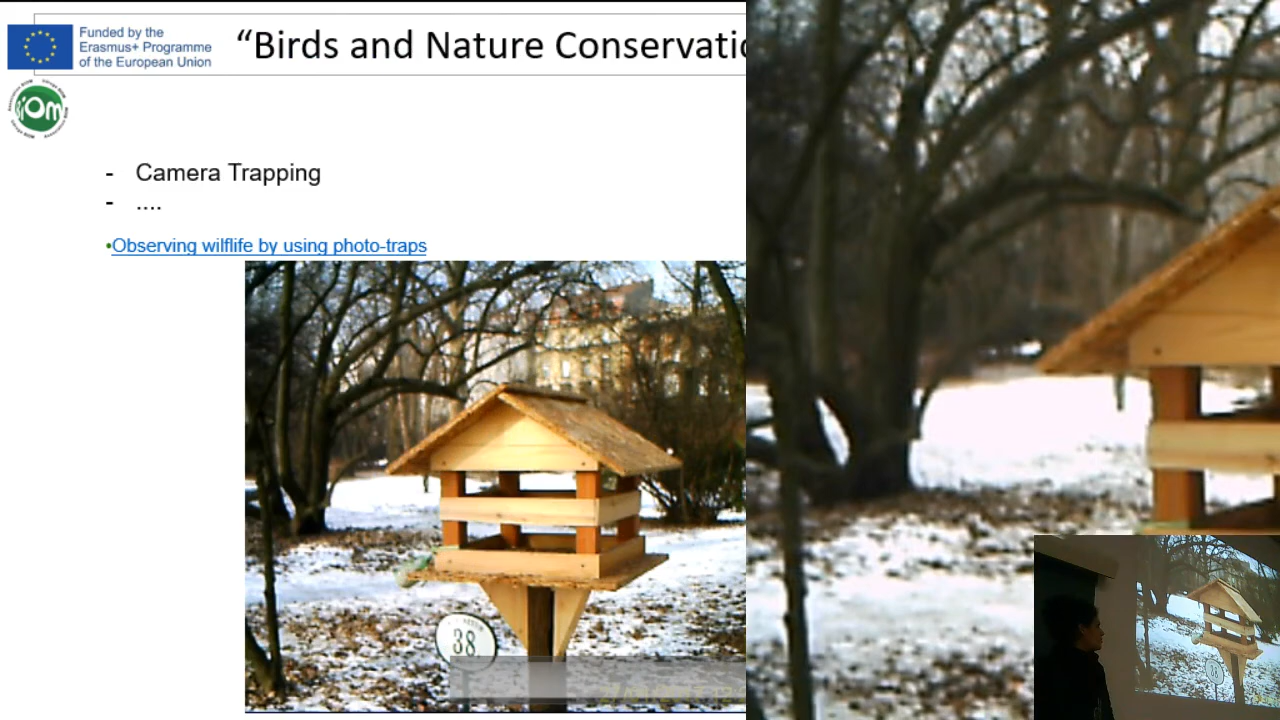 Funded by the
Erasmus+ Programme
of the European Union
“Birds and Nature Conservatio
iOm
- Camera Trapping
- ....
•Observing wilflife by using photo-traps
38